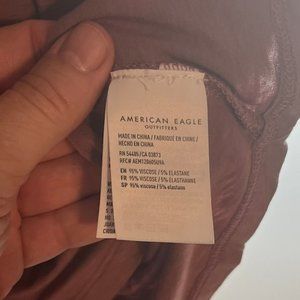 AMERICAN EAGLE
OUTFITTERS
MADE IN CHINA / FABRIQUÉ EN CHINE /
HECHO EN CHINA
RN 54485/CA 03873
EN 95% VISCOSE / 5% ELASTANE
FR 95% VISCOSE / 5% ÉLASTHANNE
SP 95% viscosa / 5% elastano